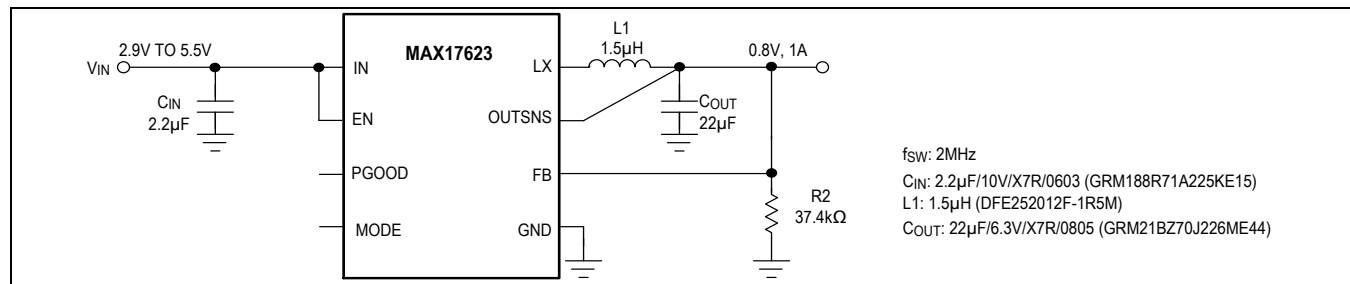 2.9V TO 5.5V
VIN
CIN
2.2µF
MAX17623
IN
EN
PGOOD
MODE
LX
OUTSNS
FB
GND
L1
1.5µH
0.8V, 1A
COUT
22µF
R2
37.4kΩ
fSW: 2MHz
CIN: 2.2µF/10V/X7R/0603 (GRM188R71A225KE15)
L1: 1.5µH (DFE252012F-1R5M)
COUT: 22µF/6.3V/X7R/0805 (GRM21BZ70J226ME44)